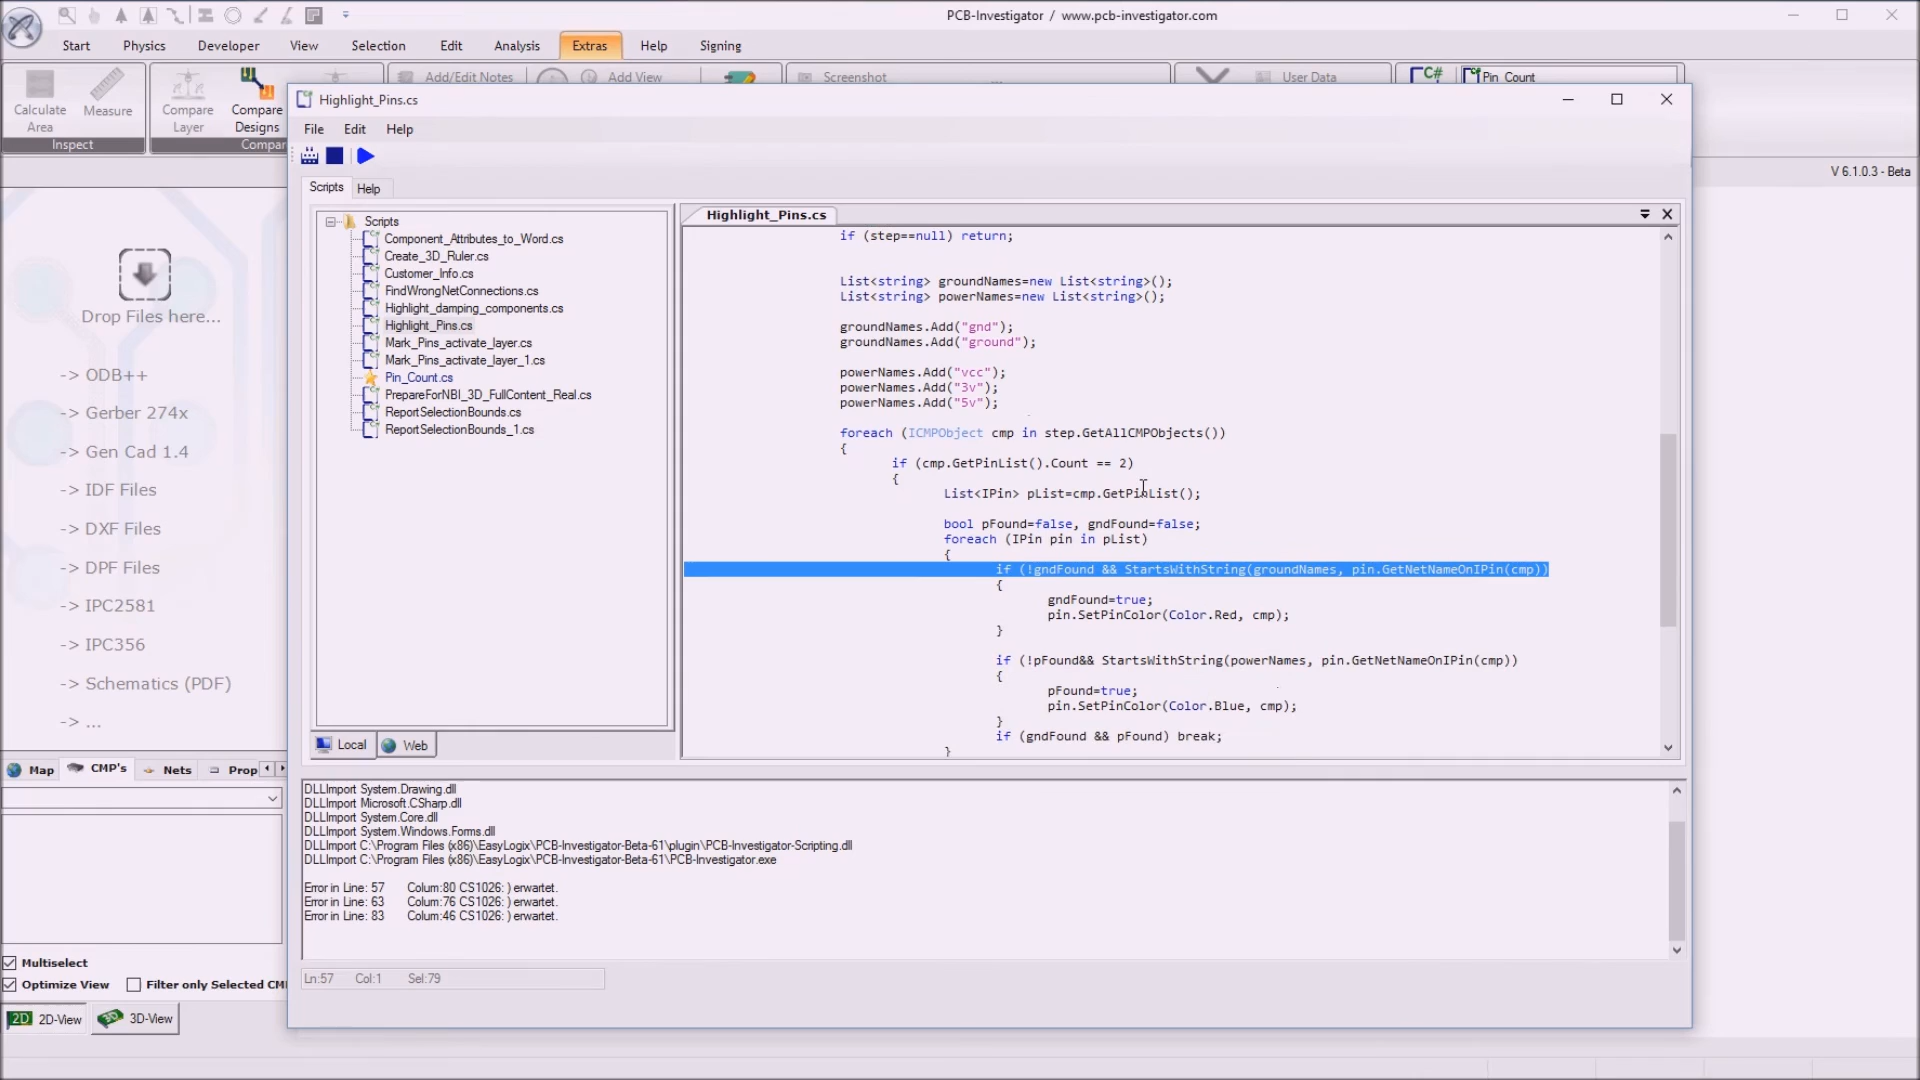 PCB-Investigator / www.pcb-investigator.com
Start Physics Developer View Selection Edit Analysis Extras Help Signing
Add/Edit Notes Add View Screenshot User Data C# Pin_Count
Calculate Area
Measure
Compare Layer
Compare Designs
Inspect
V 6.1.0.3 - Beta
Drop Files here...
-> ODB++
-> Gerber 274x
-> Gen Cad 1.4
-> IDF Files
-> DXF Files
-> DPF Files
-> IPC2581
-> IPC356
-> Schematics (PDF)
-> ...
Map CMP's Nets
Multiselect
Optimize View Filter only Selected
2D 2D-View 3D 3D-View
Highlight_Pins.cs
File Edit Help
Scripts Help
Scripts
Component_Attributes_to_Word.cs
Create_3D_Ruler.cs
Customer_Info.cs
FindWrongNetConnections.cs
Highlight_damping_components.cs
Highlight_Pins.cs
Mark_Pins_activate_layer.cs
Mark_Pins_activate_layer_1.cs
Pin_Count.cs
PrepareForNBI_3D_FullContent_Real.cs
ReportSelectionBounds.cs
ReportSelectionBounds_1.cs
Local Web
Highlight_Pins.cs
if (step==null) return;
List<string> groundNames=new List<string>();
List<string> powerNames=new List<string>();
groundNames.Add("gnd");
groundNames.Add("ground");
powerNames.Add("vcc");
powerNames.Add("3v");
powerNames.Add("5v");
foreach (ICMPObject cmp in step.GetAllCMPObjects())
{
if (cmp.GetPinList().Count == 2)
{
List<IPin> pList=cmp.GetPinList();
bool pFound=false, gndFound=false;
foreach (IPin pin in pList)
{
if (!gndFound && StartsWithString(groundNames, pin.GetNetNameOnIPin(cmp))
{
gndFound=true;
pin.SetPinColor(Color.Red, cmp);
}
if (!pFound&& StartsWithString(powerNames, pin.GetNetNameOnIPin(cmp))
{
pFound=true;
pin.SetPinColor(Color.Blue, cmp);
}
if (gndFound && pFound) break;
}
DLLImport System.Drawing.dll
DLLImport Microsoft.CSharp.dll
DLLImport System.Core.dll
DLLImport System.Windows.Forms.dll
DLLImport C:\Program Files (x86)\EasyLogix\PCB-Investigator-Beta-61\plugin\PCB-Investigator-Scripting.dll
DLLImport C:\Program Files (x86)\EasyLogix\PCB-Investigator-Beta-61\PCB-Investigator.exe
Error in Line: 57 Colum:80 CS1026: ) erwartet.
Error in Line: 63 Colum:76 CS1026: ) erwartet.
Error in Line: 83 Colum:46 CS1026: ) erwartet.
Ln:57 Col:1 Sel:79